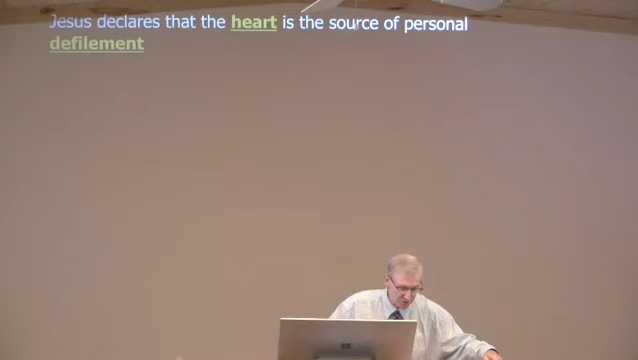 Jesus declares that the heart is the source of personal
defilement